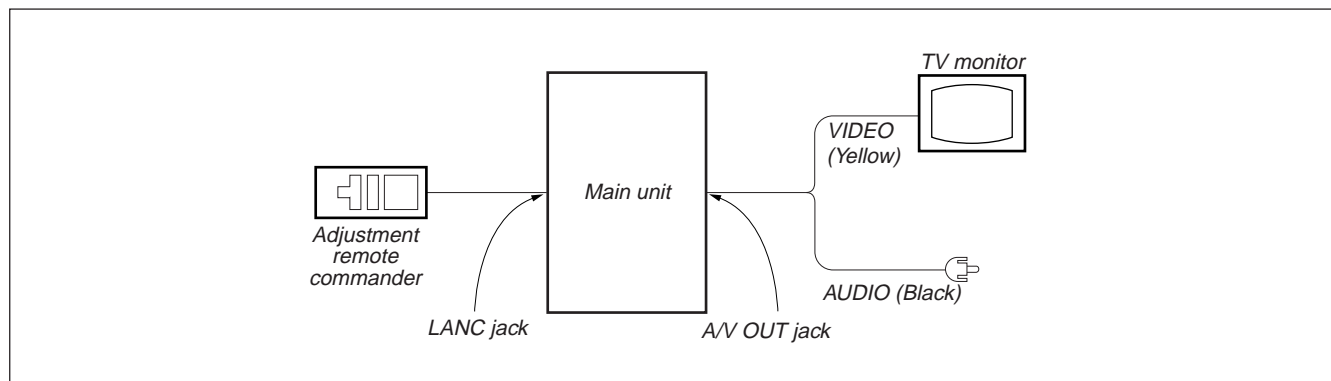 TV monitor
VIDEO
(Yellow)
Main unit
Adjustment
remote
commander
AUDIO (Black)
LANC jack
A/V OUT jack